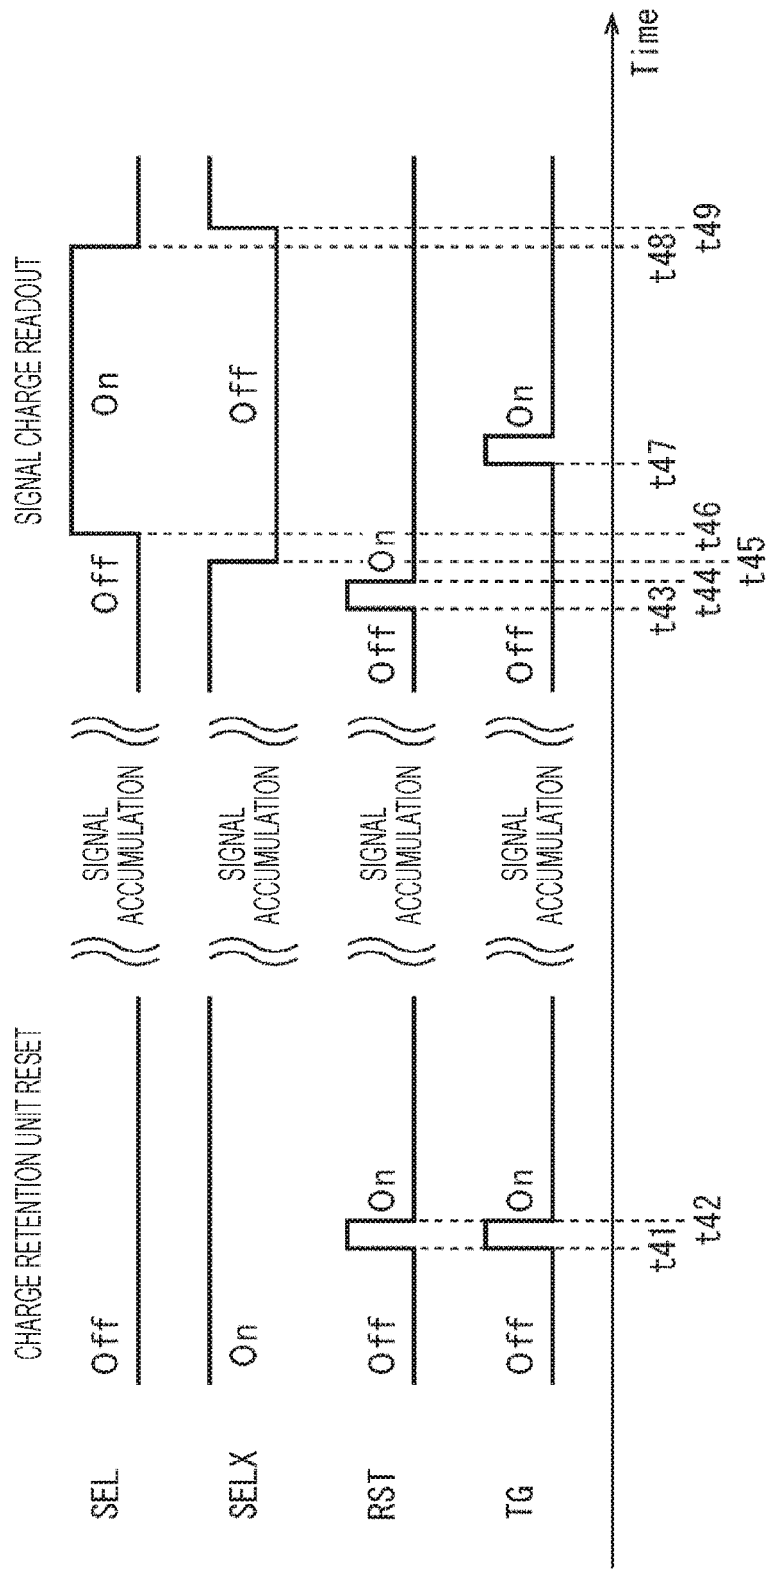 CHARGE RETENTION UNIT RESET
SIGNAL CHARGE READOUT
SEL
Off
SIGNAL
ACCUMULATION
Off
On
SELX
On
SIGNAL
ACCUMULATION
Off
RST
Off
On
SIGNAL
ACCUMULATION
Off
On
TG
Off
On
SIGNAL
ACCUMULATION
Off
On
Time
t41
t42
t43
t44
t45
t46
t47
t48
t49